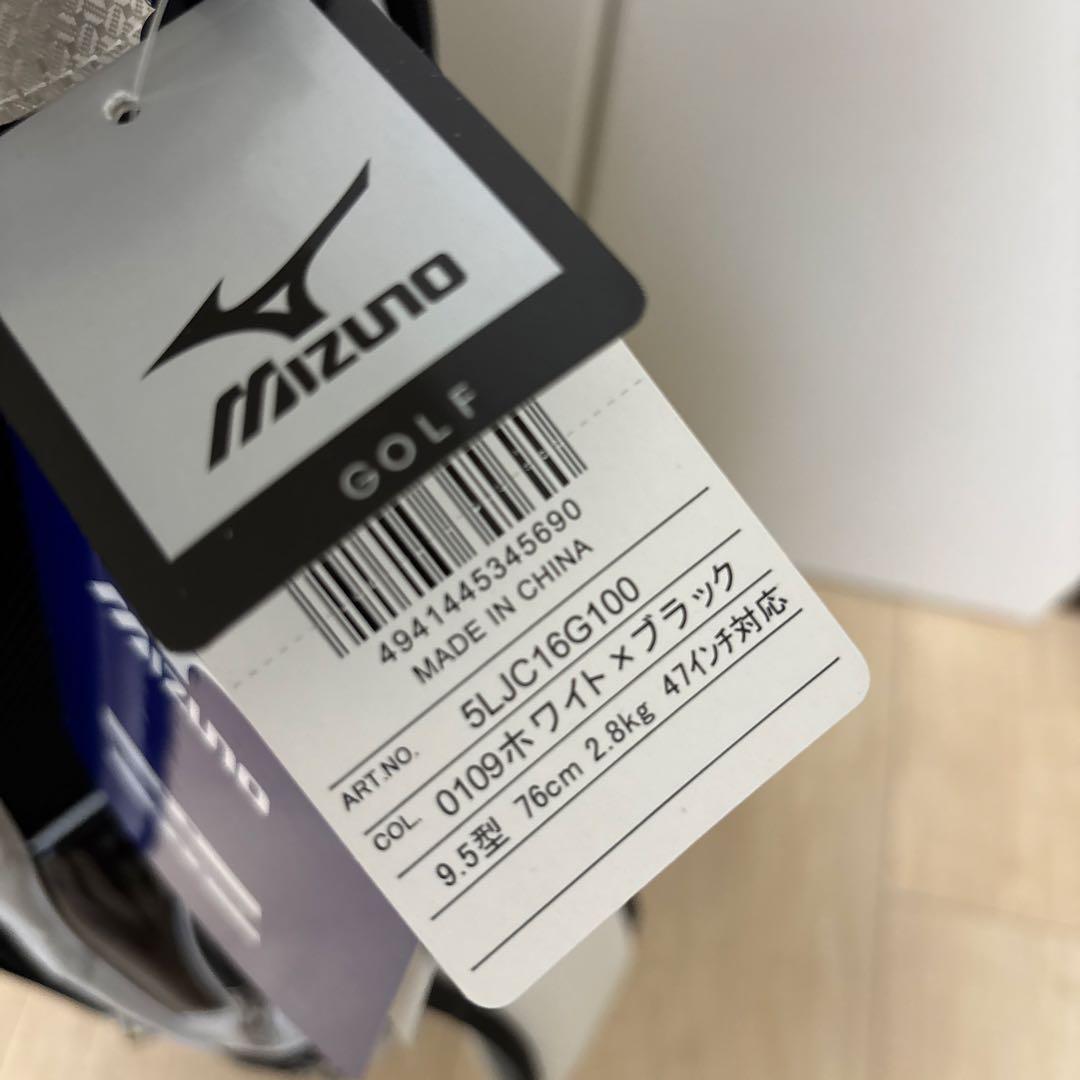 MIZUNO
GOLF
4941445345690
MADE IN CHINA
ART.NO. 5LJC16G100
COL. 0109ホワイト×ブラック
9.5型 76cm 2.8kg 47インチ対応
MIZUNO